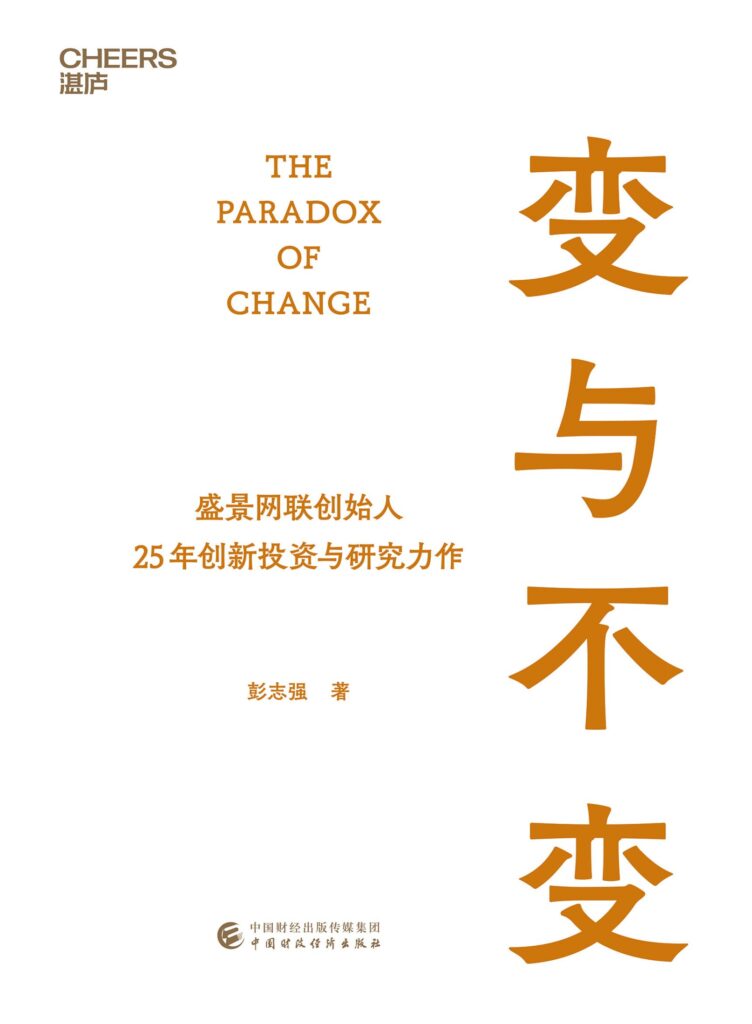 CHEERS
湛庐
THE
PARADOX
OF
CHANGE
变与不变
盛景网联创始人
25年创新投资与研究力作
彭志强 著
中国财经出版传媒集团
中国财政经济出版社